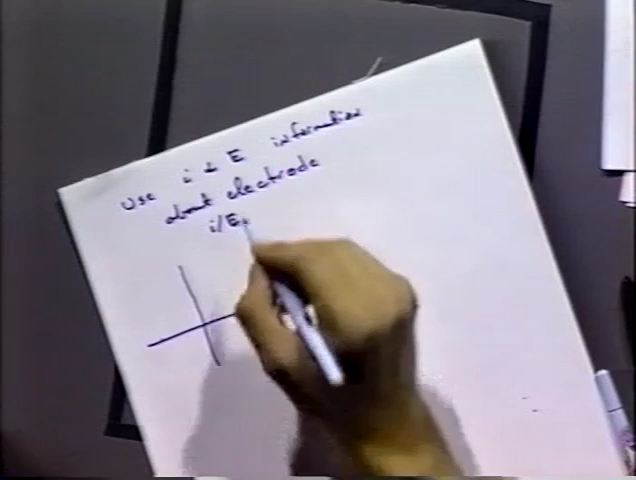 use i & E information
about electrode
i/E